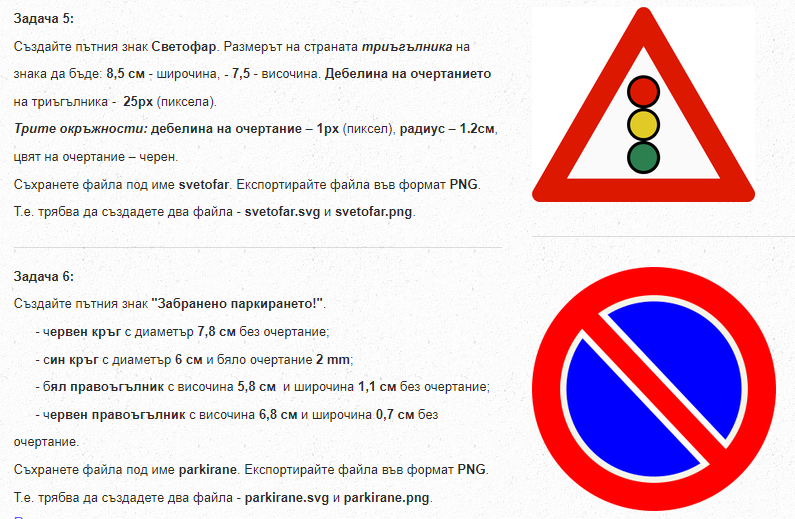 Задача 5:
Създайте пътния знак Светофар. Размерът на страната триъгълника на
знака да бъде: 8,5 см - широчина, - 7,5 - височина. Дебелина на очертанието
на триъгълника - 25px (пиксела).
Трите окръжности: дебелина на очертание – 1px (пиксел), радиус – 1.2см,
цвят на очертание – черен.
Съхранете файла под име svetofar. Експортирайте файла във формат PNG.
Т.е. трябва да създадете два файла - svetofar.svg и svetofar.png.
Задача 6:
Създайте пътния знак "Забранено паркирането!".
- червен кръг с диаметър 7,8 см без очертание;
- син кръг с диаметър 6 см и бяло очертание 2 mm;
- бял правоъгълник с височина 5,8 см и широчина 1,1 см без очертание;
- червен правоъгълник с височина 6,8 см и широчина 0,7 см без
очертание.
Съхранете файла под име parkirane. Експортирайте файла във формат PNG.
Т.е. трябва да създадете два файла - parkirane.svg и parkirane.png.